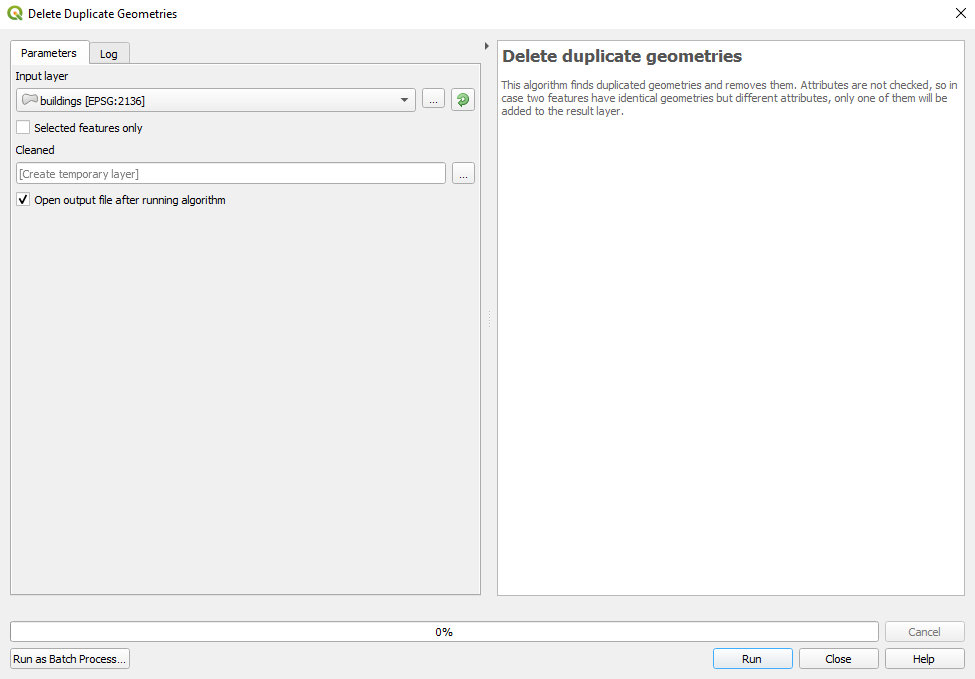 Delete Duplicate Geometries
Parameters
Log
Input layer
buildings [EPSG:2136]
...
Selected features only
Cleaned
[Create temporary layer]
...
Open output file after running algorithm
Delete duplicate geometries
This algorithm finds duplicated geometries and removes them. Attributes are not checked, so in
case two features have identical geometries but different attributes, only one of them will be
added to the result layer.
0%
Cancel
Run as Batch Process...
Run
Close
Help